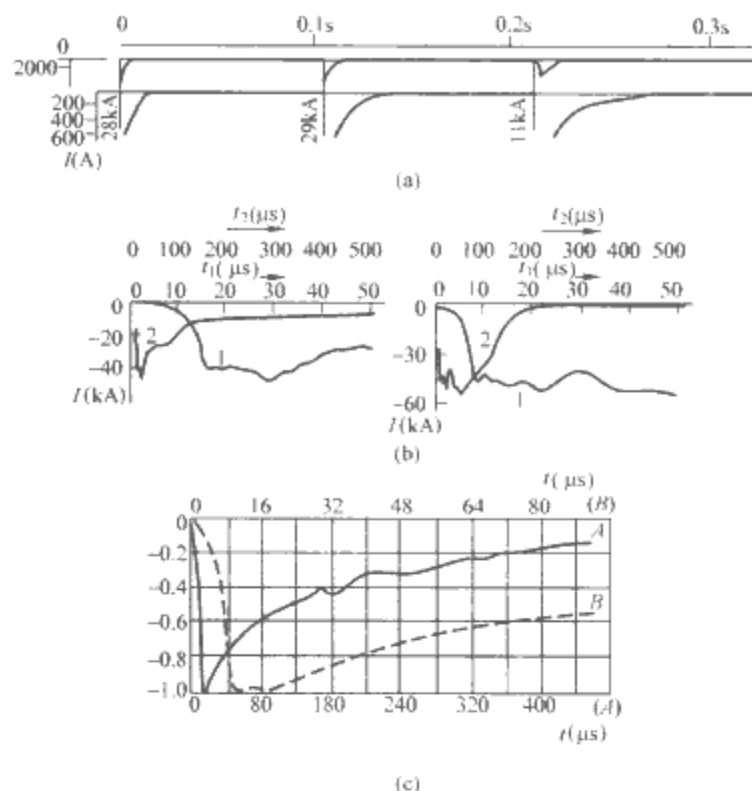 0 0.1s 0.2s 0.3s
0
2000
200
400
600
I(A)
28kA 29kA 11kA
(a)
t₂(μs) t₂(μs)
0 100 200 300 400 500 0 100 200 300 400 500
t₁(μs) t₁(μs)
0 10 20 30 40 50 0 10 20 30 40 50
0 0
-20 -30
-40 -60
2 1 2 1
I(kA) I(kA)
(b)
t(μs)
0 16 32 48 64 80 (B)
0
-0.2
-0.4
-0.6
-0.8
-1.0
A
B
0 80 180 240 320 400 (A)
t(μs)
(c)